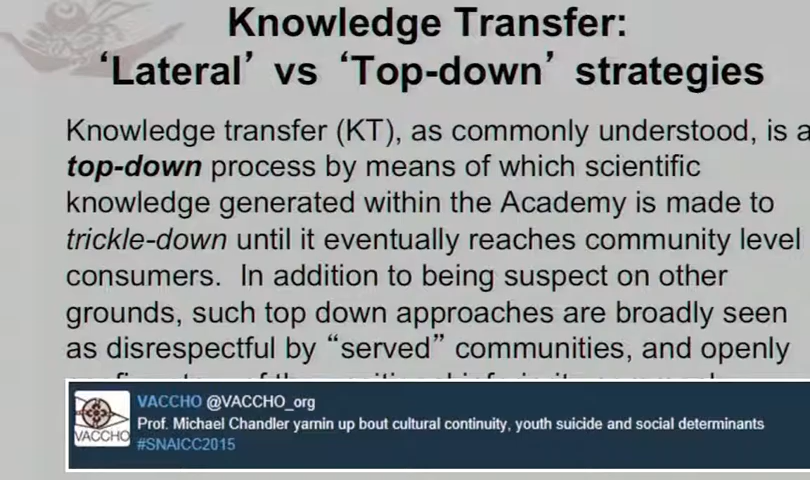 Knowledge Transfer:
‘Lateral’ vs ‘Top-down’ strategies
Knowledge transfer (KT), as commonly understood, is a
top-down process by means of which scientific
knowledge generated within the Academy is made to
trickle-down until it eventually reaches community level
consumers. In addition to being suspect on other
grounds, such top down approaches are broadly seen
as disrespectful by “served” communities, and openly
VACCHO @VACCHO_org
Prof. Michael Chandler yarnin up bout cultural continuity, youth suicide and social determinants
#SNAICC2015
VACCHO